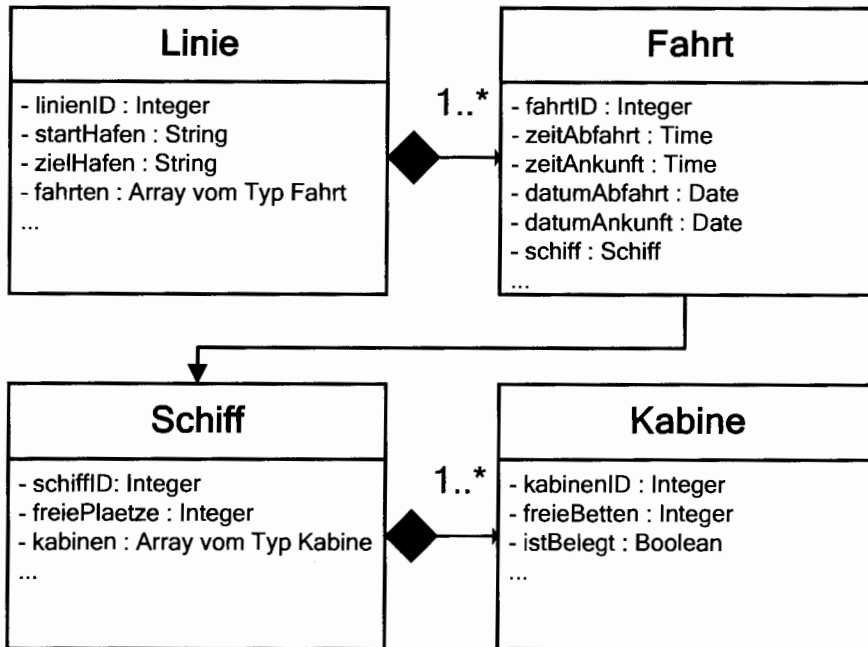 Linie
- linienID : Integer
- startHafen : String
- zielHafen : String
- fahrten : Array vom Typ Fahrt
...
1..*
Fahrt
- fahrtID : Integer
- zeitAbfahrt : Time
- zeitAnkunft : Time
- datumAbfahrt : Date
- datumAnkunft : Date
- schiff : Schiff
...
Schiff
- schiffID: Integer
- freiePlaetze : Integer
- kabinen : Array vom Typ Kabine
...
1..*
Kabine
- kabinenID : Integer
- freieBetten : Integer
- istBelegt : Boolean
...